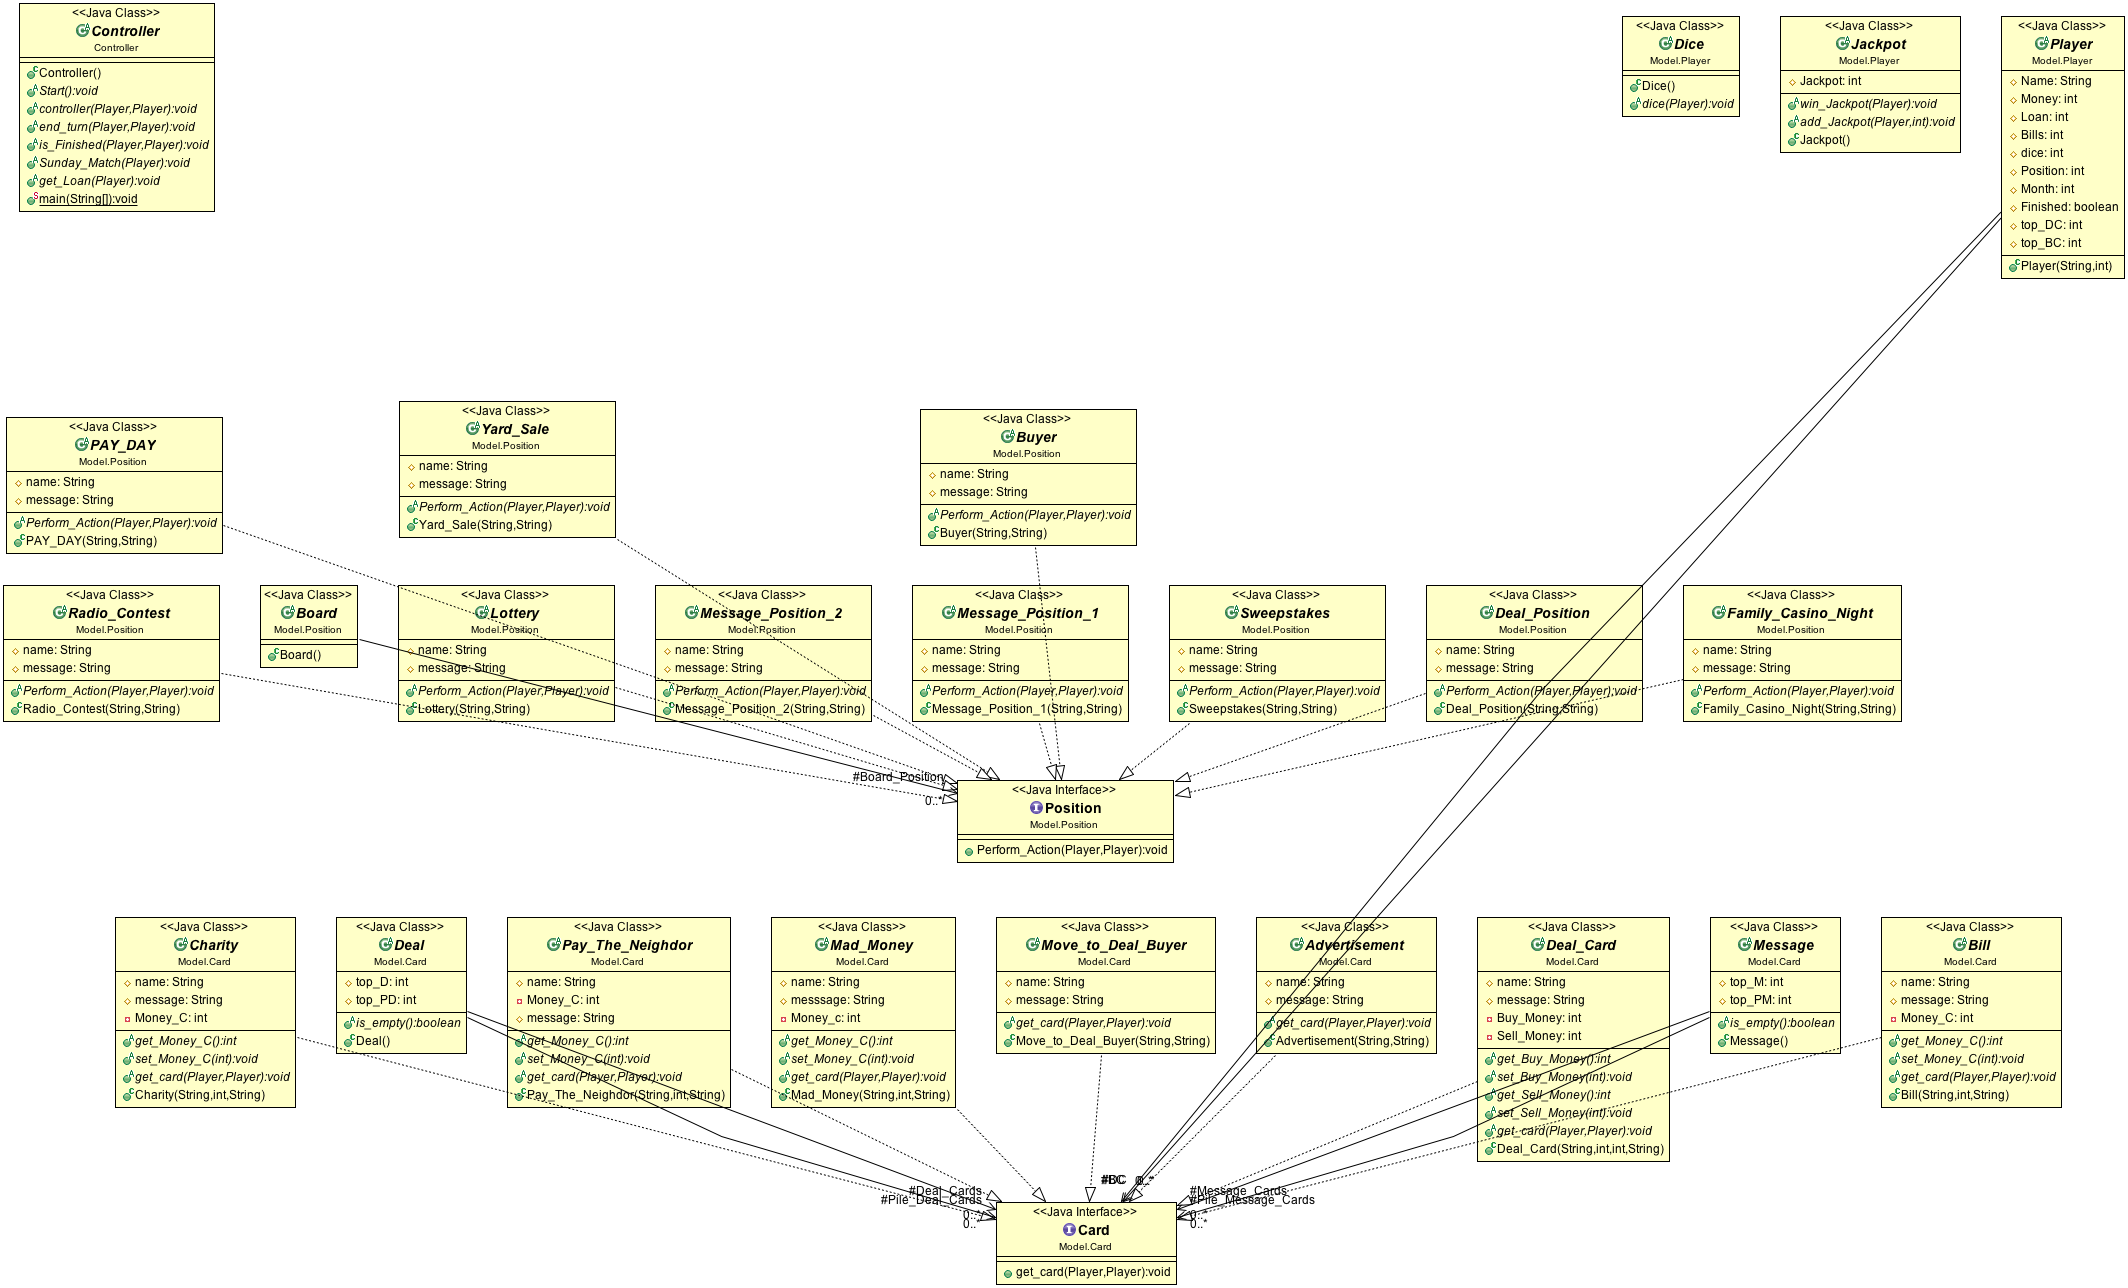 <<Java Class>>
Controller
Controller
Controller()
Start():void
controller(Player,Player):void
end_turn(Player,Player):void
is_Finished(Player,Player):void
Sunday_Match(Player):void
get_Loan(Player):void
main(String[]):void
<<Java Class>>
Dice
Model.Player
Dice()
dice(Player):void
<<Java Class>>
Jackpot
Model.Player
Jackpot: int
win_Jackpot(Player):void
add_Jackpot(Player,int):void
Jackpot()
<<Java Class>>
Player
Model.Player
Name: String
Money: int
Loan: int
Bills: int
dice: int
Position: int
Month: int
Finished: boolean
top_DC: int
top_BC: int
Player(String,int)
<<Java Class>>
PAY_DAY
Model.Position
name: String
message: String
Perform_Action(Player,Player):void
PAY_DAY(String,String)
<<Java Class>>
Yard_Sale
Model.Position
name: String
message: String
Perform_Action(Player,Player):void
Yard_Sale(String,String)
<<Java Class>>
Buyer
Model.Position
name: String
message: String
Perform_Action(Player,Player):void
Buyer(String,String)
<<Java Class>>
Radio_Contest
Model.Position
name: String
message: String
Perform_Action(Player,Player):void
Radio_Contest(String,String)
<<Java Class>>
Board
Model.Position
Board()
<<Java Class>>
Lottery
Model.Position
name: String
message: String
Perform_Action(Player,Player):void
Lottery(String,String)
<<Java Class>>
Message_Position_2
Model.Position
name: String
message: String
Perform_Action(Player,Player):void
Message_Position_2(String,String)
<<Java Class>>
Message_Position_1
Model.Position
name: String
message: String
Perform_Action(Player,Player):void
Message_Position_1(String,String)
<<Java Class>>
Sweepstakes
Model.Position
name: String
message: String
Perform_Action(Player,Player):void
Sweepstakes(String,String)
<<Java Class>>
Deal_Position
Model.Position
name: String
message: String
Perform_Action(Player,Player):void
Deal_Position(String,String)
<<Java Class>>
Family_Casino_Night
Model.Position
name: String
message: String
Perform_Action(Player,Player):void
Family_Casino_Night(String,String)
#Board_Position
0..*
<<Java Interface>>
Position
Model.Position
Perform_Action(Player,Player):void
<<Java Class>>
Charity
Model.Card
name: String
message: String
Money_C: int
get_Money_C():int
set_Money_C(int):void
get_card(Player,Player):void
Charity(String,int,String)
<<Java Class>>
Deal
Model.Card
top_D: int
top_PD: int
is_empty():boolean
Deal()
<<Java Class>>
Pay_The_Neighdor
Model.Card
name: String
Money_C: int
message: String
get_Money_C():int
set_Money_C(int):void
get_card(Player,Player):void
Pay_The_Neighdor(String,int,String)
<<Java Class>>
Mad_Money
Model.Card
name: String
messsage: String
Money_c: int
get_Money_C():int
set_Money_C(int):void
get_card(Player,Player):void
Mad_Money(String,int,String)
<<Java Class>>
Move_to_Deal_Buyer
Model.Card
name: String
message: String
get_card(Player,Player):void
Move_to_Deal_Buyer(String,String)
<<Java Class>>
Advertisement
Model.Card
name: String
message: String
get_card(Player,Player):void
Advertisement(String,String)
<<Java Class>>
Deal_Card
Model.Card
name: String
message: String
Buy_Money: int
Sell_Money: int
get_Buy_Money():int
set_Buy_Money(int):void
get_Sell_Money():int
set_Sell_Money(int):void
get_card(Player,Player):void
Deal_Card(String,int,int,String)
<<Java Class>>
Message
Model.Card
top_M: int
top_PM: int
is_empty():boolean
Message()
<<Java Class>>
Bill
Model.Card
name: String
message: String
Money_C: int
get_Money_C():int
set_Money_C(int):void
get_card(Player,Player):void
Bill(String,int,String)
#Deal_Cards
#Pile_Deal_Cards
0..*
0..*
#Message_Cards
#Pile_Message_Cards
0..*
0..*
<<Java Interface>>
Card
Model.Card
get_card(Player,Player):void